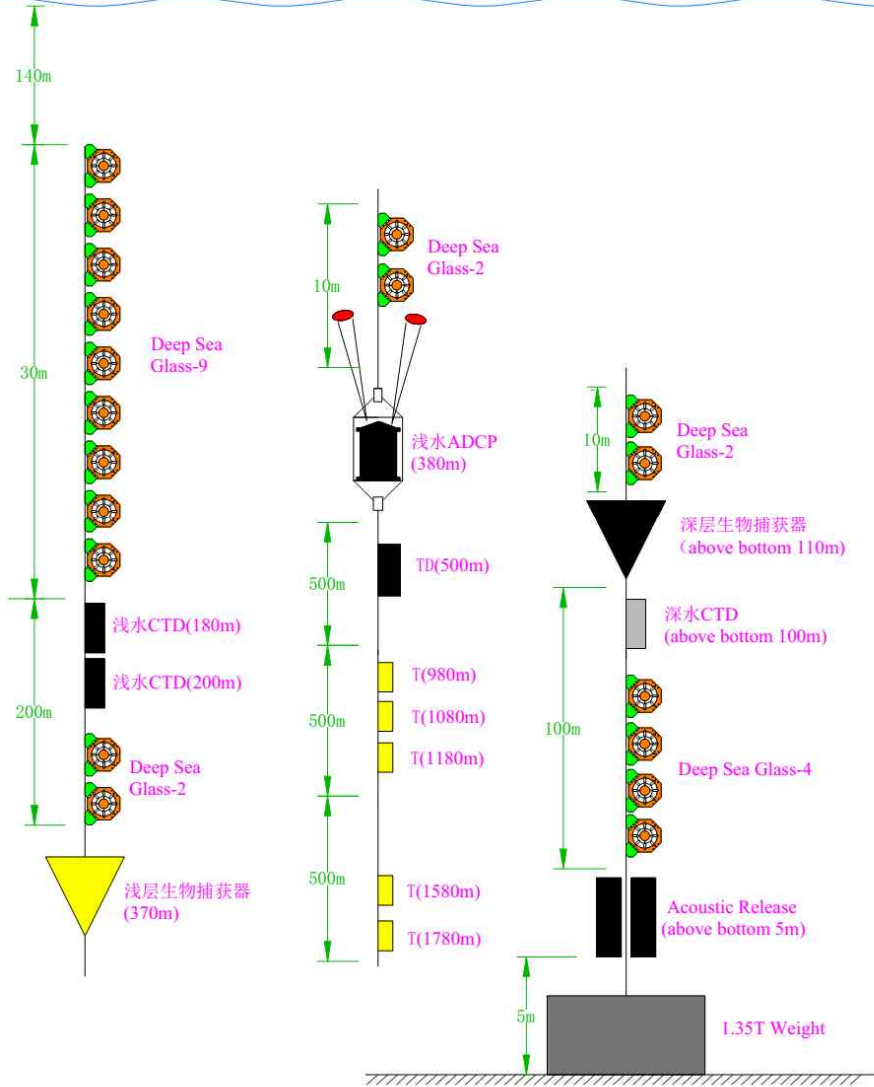 140m
30m
Deep Sea
Glass-9
浅水CTD(180m)
浅水CTD(200m)
200m
Deep Sea
Glass-2
浅层生物捕获器
(370m)
10m
Deep Sea
Glass-2
浅水ADCP
(380m)
500m
TD(500m)
500m
T(980m)
T(1080m)
T(1180m)
500m
T(1580m)
T(1780m)
10m
Deep Sea
Glass-2
深层生物捕获器
（above bottom 110m)
深水CTD
(above bottom 100m)
100m
Deep Sea Glass-4
Acoustic Release
(above bottom 5m)
5m
1.35T Weight